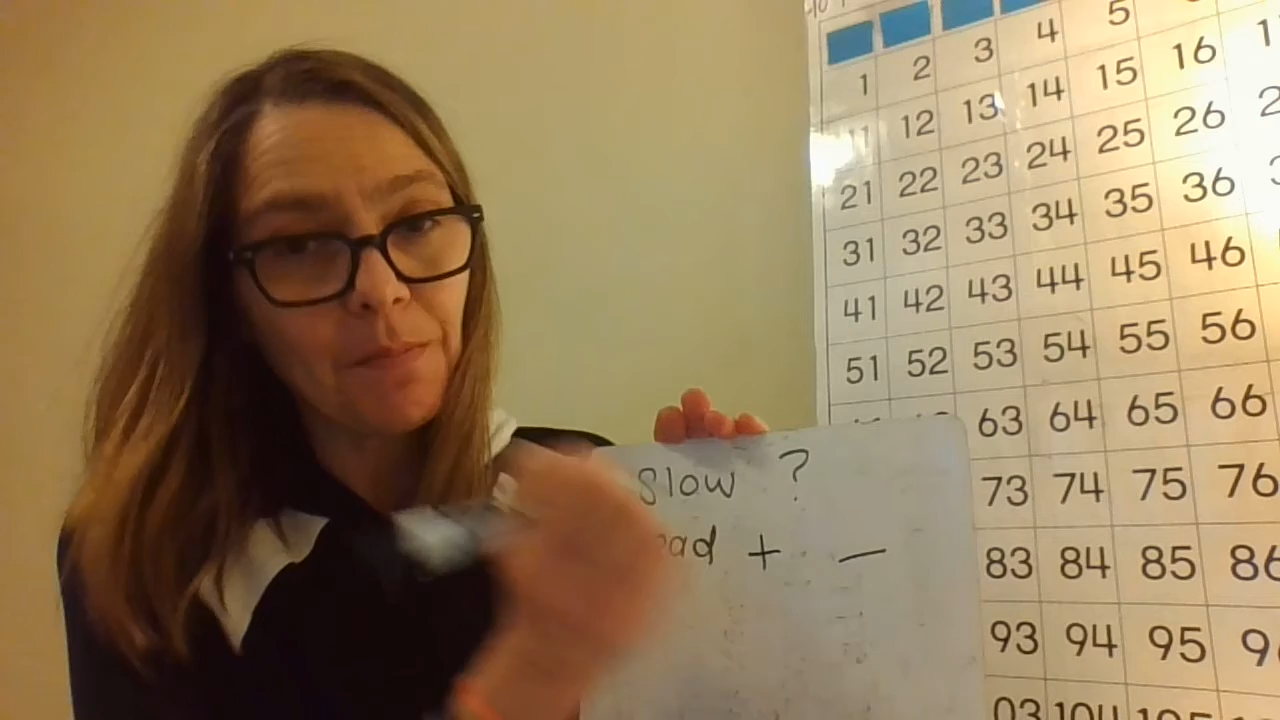 1 2 3 4 5
11 12 13 14 15 16
21 22 23 24 25 26
31 32 33 34 35 36
41 42 43 44 45 46
51 52 53 54 55 56
63 64 65 66
73 74 75 76
83 84 85 86
93 94 95
104
slow ?
+ —